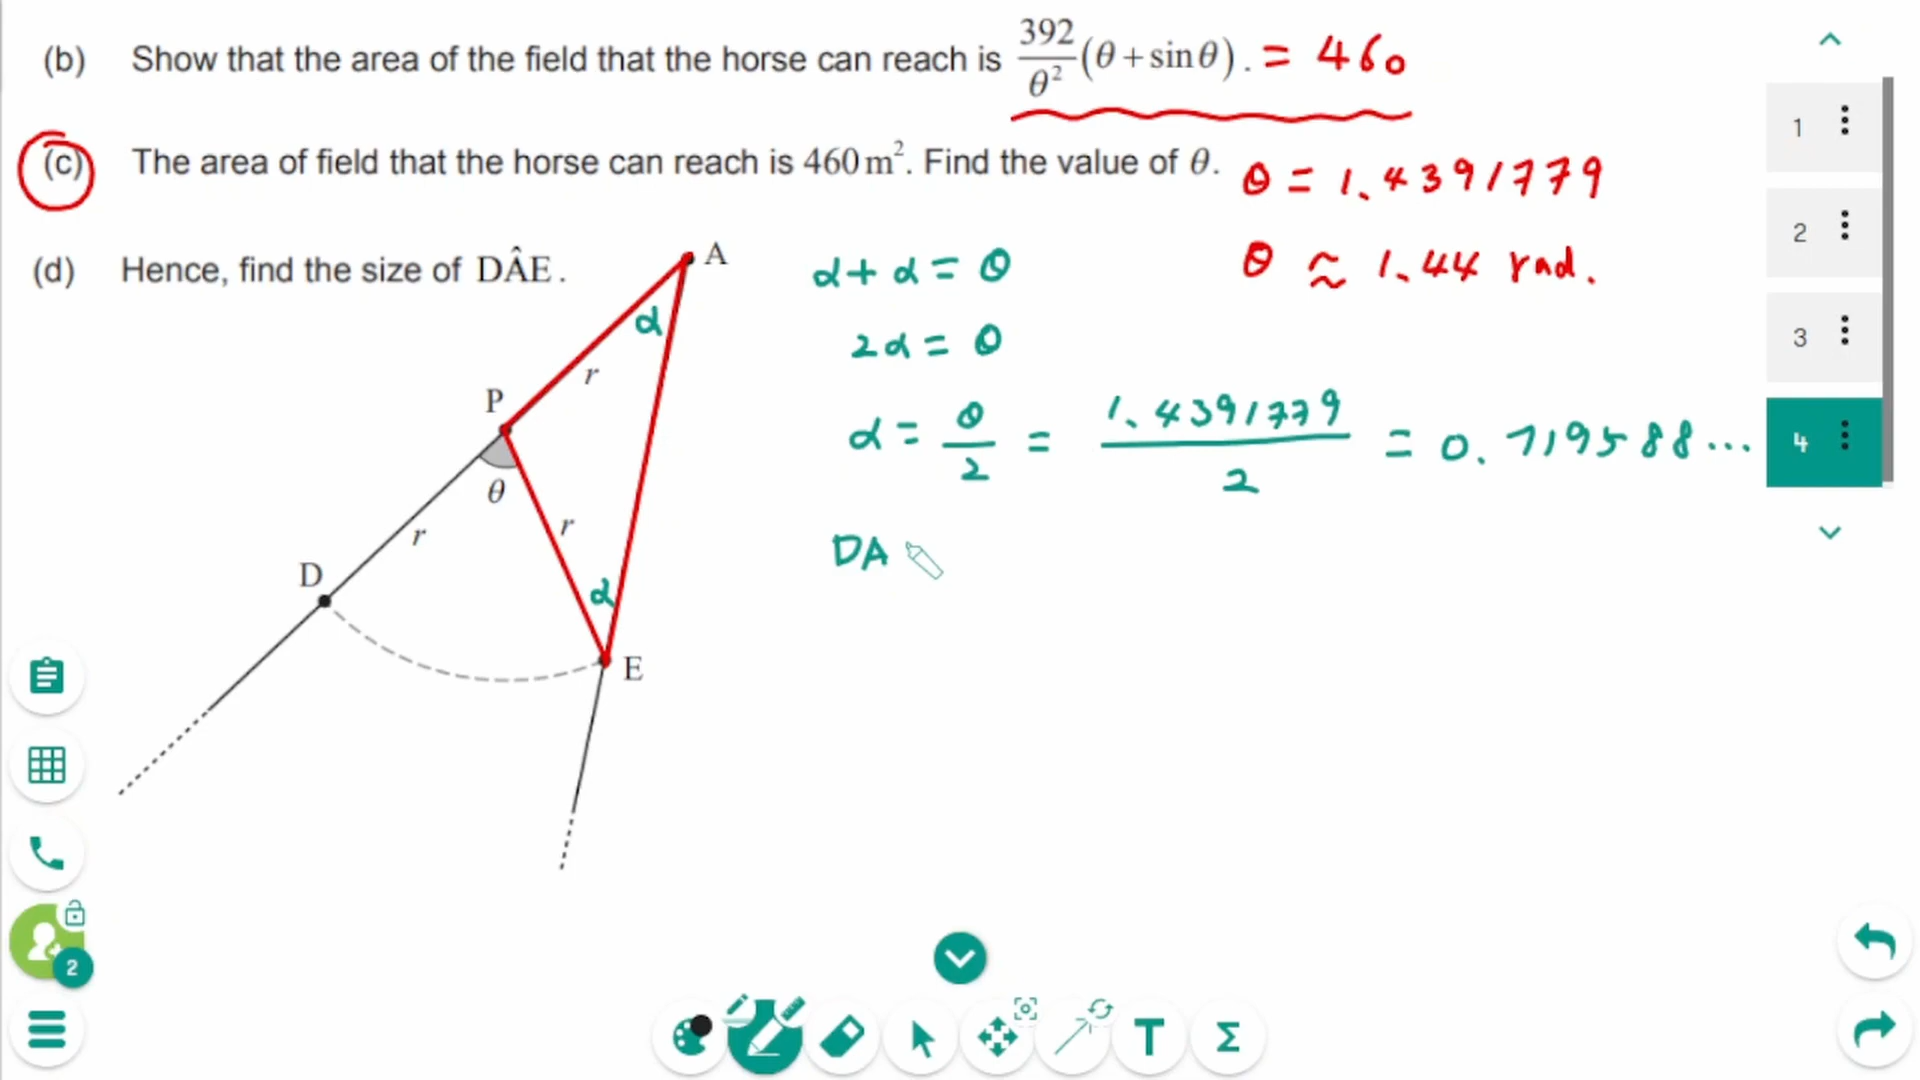 (b) Show that the area of the field that the horse can reach is 392/θ² (θ + sin θ). = 460
(c) The area of field that the horse can reach is 460 m². Find the value of θ.
θ = 1.4391779
θ ≈ 1.44 rad.
(d) Hence, find the size of DÂE.
A
α
r
P
θ
r
r
D
α
E
α + α = θ
2α = θ
α = θ/2 = 1.4391779/2 = 0.719588...
DA
1
2
3
4
2
T
Σ